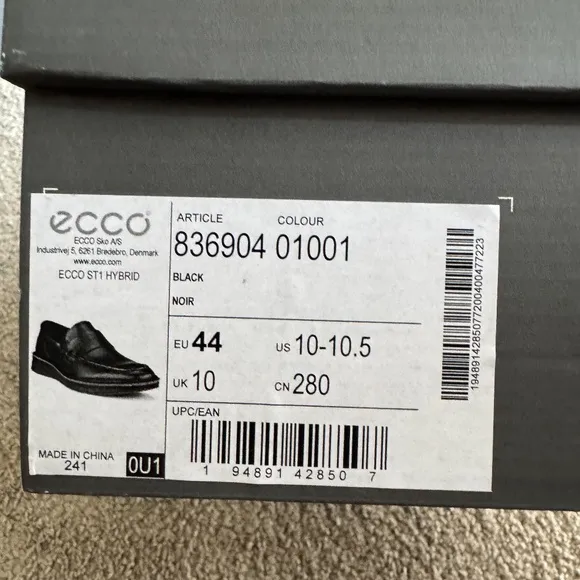 ecco
ECCO Sko A/S
Industrivej 5, 6261 Bredebro, Denmark
www.ecco.com
ECCO ST1 HYBRID
MADE IN CHINA
241
0U1
ARTICLE COLOUR
836904 01001
BLACK
NOIR
EU 44 US 10-10.5
UK 10 CN 280
UPC/EAN
1 94891 42850 7
1948914285077200400477223